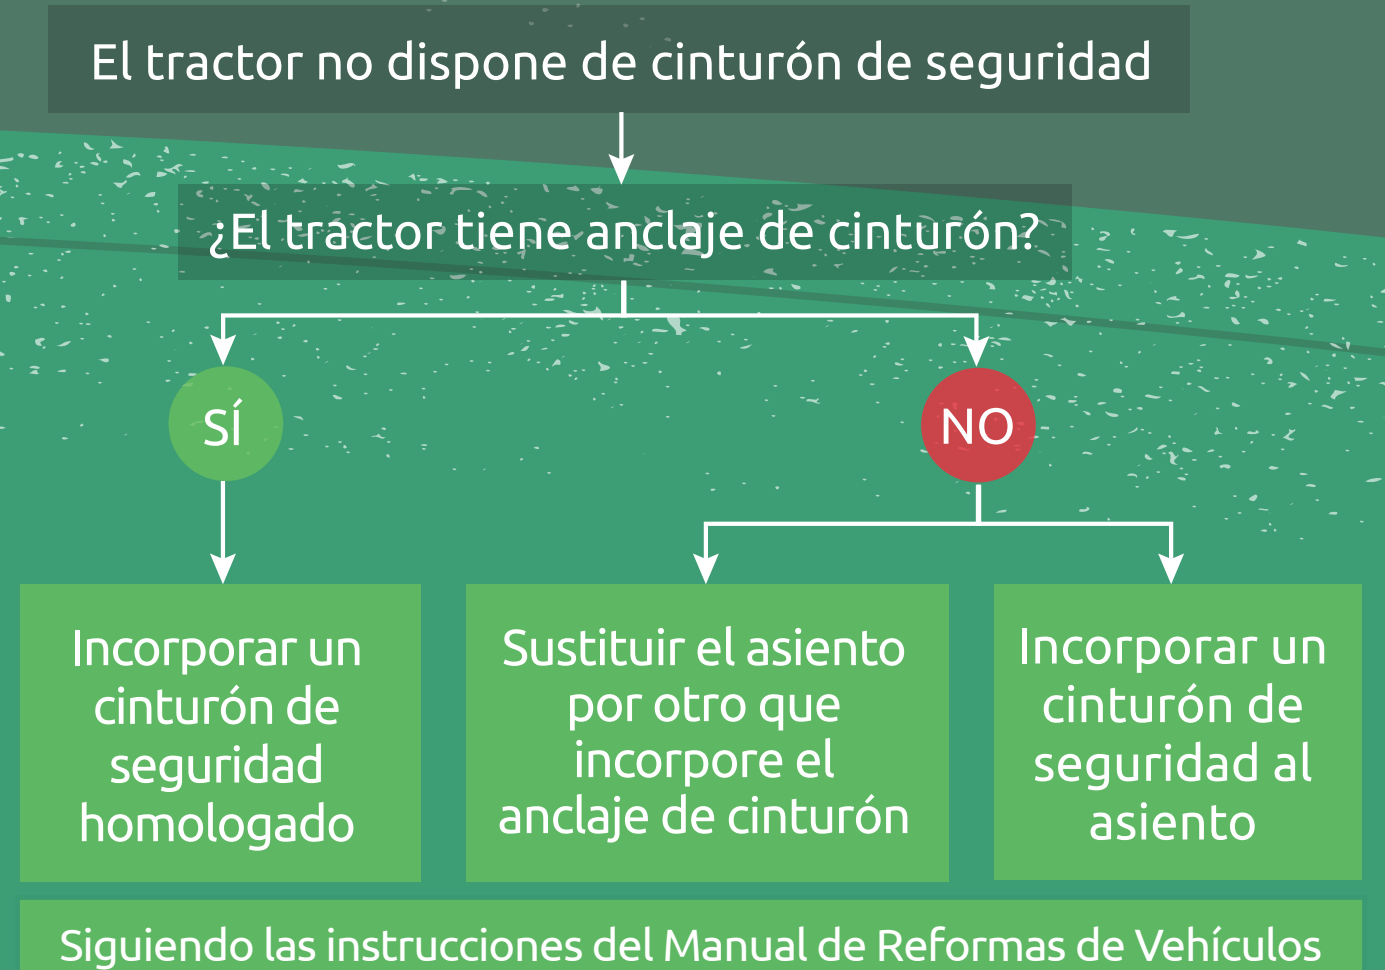 El tractor no dispone de cinturón de seguridad
¿El tractor tiene anclaje de cinturón?
SÍ
NO
Incorporar un
cinturón de
seguridad
homologado
Sustituir el asiento
por otro que
incorpore el
anclaje de cinturón
Incorporar un
cinturón de
seguridad al
asiento
Siguiendo las instrucciones del Manual de Reformas de Vehículos